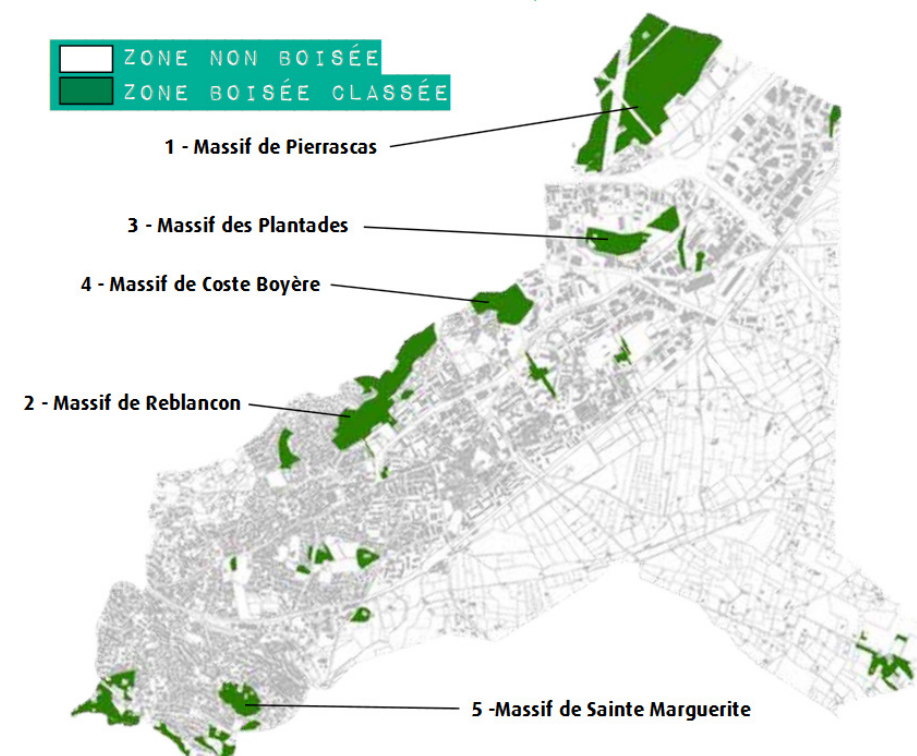 ZONE NON BOISÉE
ZONE BOISÉE CLASSÉE
1 - Massif de Pierrascas
3 - Massif des Plantades
4 - Massif de Coste Boyère
2 - Massif de Reblancon
5 -Massif de Sainte Marguerite